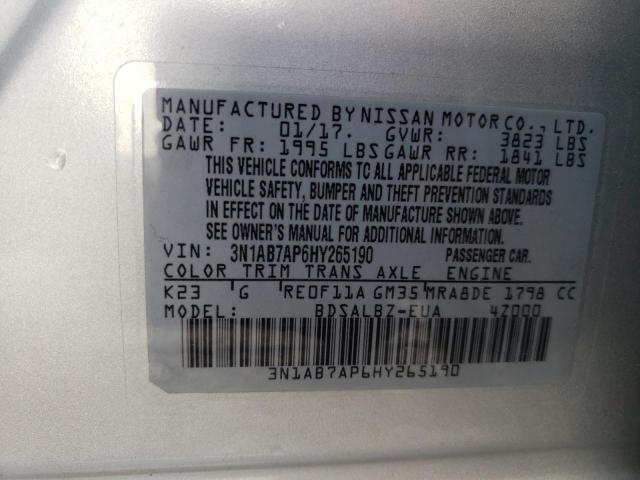 MANUFACTURED BY NISSAN MOTOR CO., LTD.
DATE: 01/17. GVWR: 3823 LBS
GAWR FR: 1995 LBS GAWR RR: 1841 LBS
THIS VEHICLE CONFORMS TO ALL APPLICABLE FEDERAL MOTOR
VEHICLE SAFETY, BUMPER AND THEFT PREVENTION STANDARDS
IN EFFECT ON THE DATE OF MANUFACTURE SHOWN ABOVE.
SEE OWNER'S MANUAL FOR ADDITIONAL INFORMATION.
VIN: 3N1AB7AP6HY265190 PASSENGER CAR.
COLOR TRIM TRANS AXLE ENGINE
K23 G RE0F11A GM35 MRA8DE 1798 CC
MODEL: BDSALBZ-EUA 4Z000
3N1AB7AP6HY265190